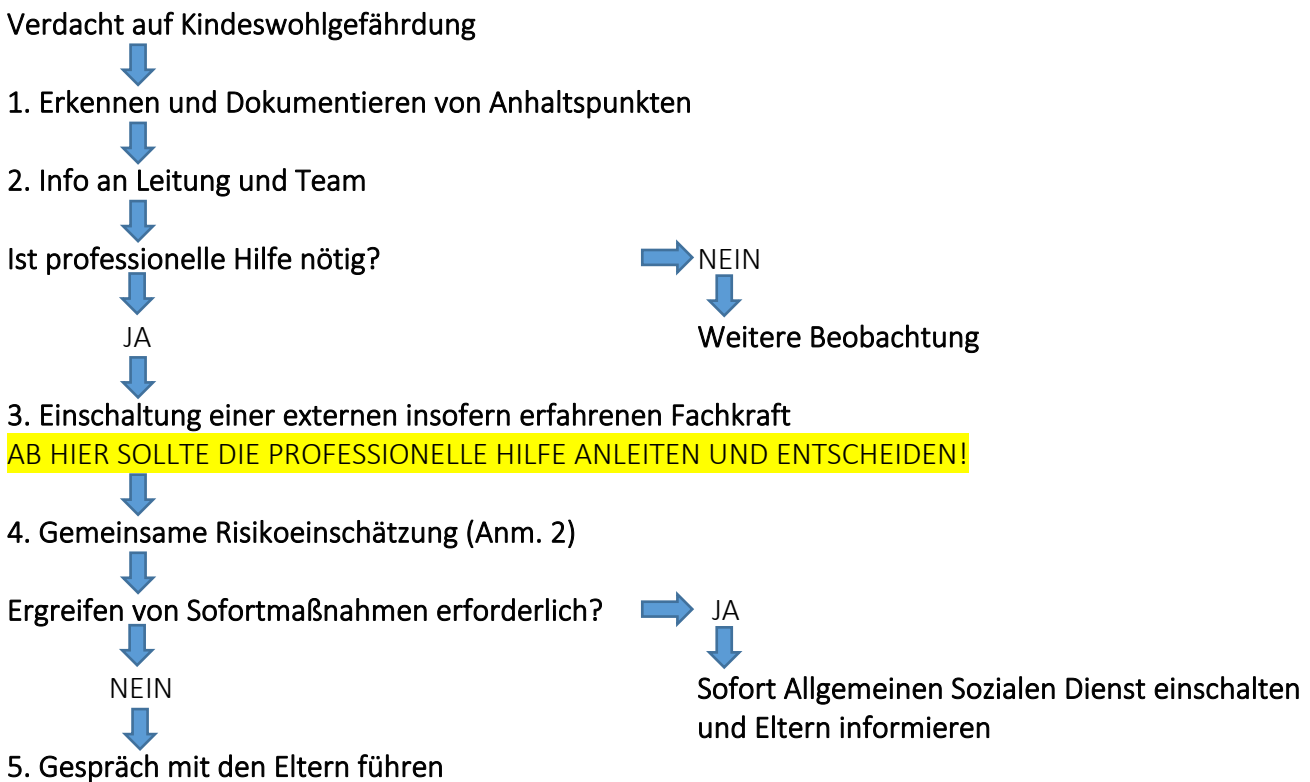 Verdacht auf Kindeswohlgefährdung
1. Erkennen und Dokumentieren von Anhaltspunkten
2. Info an Leitung und Team
Ist professionelle Hilfe nötig?
NEIN
JA
Weitere Beobachtung
3. Einschaltung einer externen insofern erfahrenen Fachkraft
AB HIER SOLLTE DIE PROFESSIONELLE HILFE ANLEITEN UND ENTSCHEIDEN!
4. Gemeinsame Risikoeinschätzung (Anm. 2)
Ergreifen von Sofortmaßnahmen erforderlich?
JA
NEIN
Sofort Allgemeinen Sozialen Dienst einschalten
und Eltern informieren
5. Gespräch mit den Eltern führen